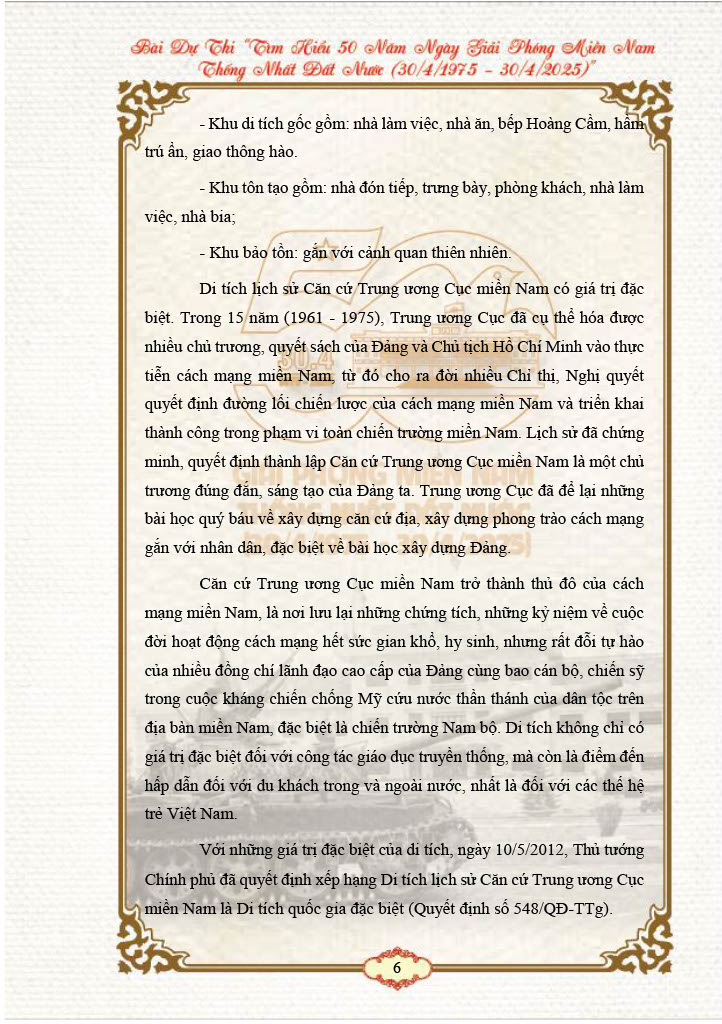 Bài Dự Thi "Tìm Hiểu 50 Năm Ngày Giải Phóng Miền Nam
Thống Nhất Đất Nước (30/4/1975 – 30/4/2025)"
- Khu di tích gốc gồm: nhà làm việc, nhà ăn, bếp Hoàng Cầm, hầm
trú ẩn, giao thông hào.
- Khu tôn tạo gồm: nhà đón tiếp, trưng bày, phòng khách, nhà làm
việc, nhà bia;
- Khu bảo tồn: gắn với cảnh quan thiên nhiên.
Di tích lịch sử Căn cứ Trung ương Cục miền Nam có giá trị đặc
biệt. Trong 15 năm (1961 - 1975), Trung ương Cục đã cụ thể hóa được
nhiều chủ trương, quyết sách của Đảng và Chủ tịch Hồ Chí Minh vào thực
tiễn cách mạng miền Nam, từ đó cho ra đời nhiều Chỉ thị, Nghị quyết
quyết định đường lối chiến lược của cách mạng miền Nam và triển khai
thành công trong phạm vi toàn chiến trường miền Nam. Lịch sử đã chứng
minh, quyết định thành lập Căn cứ Trung ương Cục miền Nam là một chủ
trương đúng đắn, sáng tạo của Đảng ta. Trung ương Cục đã để lại những
bài học quý báu về xây dựng căn cứ địa, xây dựng phong trào cách mạng
gắn với nhân dân, đặc biệt về bài học xây dựng Đảng.
Căn cứ Trung ương Cục miền Nam trở thành thủ đô của cách
mạng miền Nam, là nơi lưu lại những chứng tích, những kỷ niệm về cuộc
đời hoạt động cách mạng hết sức gian khổ, hy sinh, nhưng rất đỗi tự hào
của nhiều đồng chí lãnh đạo cao cấp của Đảng cùng bao cán bộ, chiến sỹ
trong cuộc kháng chiến chống Mỹ cứu nước thần thánh của dân tộc trên
địa bàn miền Nam, đặc biệt là chiến trường Nam bộ. Di tích không chỉ có
giá trị đặc biệt đối với công tác giáo dục truyền thống, mà còn là điểm đến
hấp dẫn đối với du khách trong và ngoài nước, nhất là đối với các thế hệ
trẻ Việt Nam.
Với những giá trị đặc biệt của di tích, ngày 10/5/2012, Thủ tướng
Chính phủ đã quyết định xếp hạng Di tích lịch sử Căn cứ Trung ương Cục
miền Nam là Di tích quốc gia đặc biệt (Quyết định số 548/QĐ-TTg).
50
30.4
GIẢI PHÓNG MIỀN NAM
THỐNG NHẤT ĐẤT NƯỚC
(30/4/1975 - 30/4/2025)
6